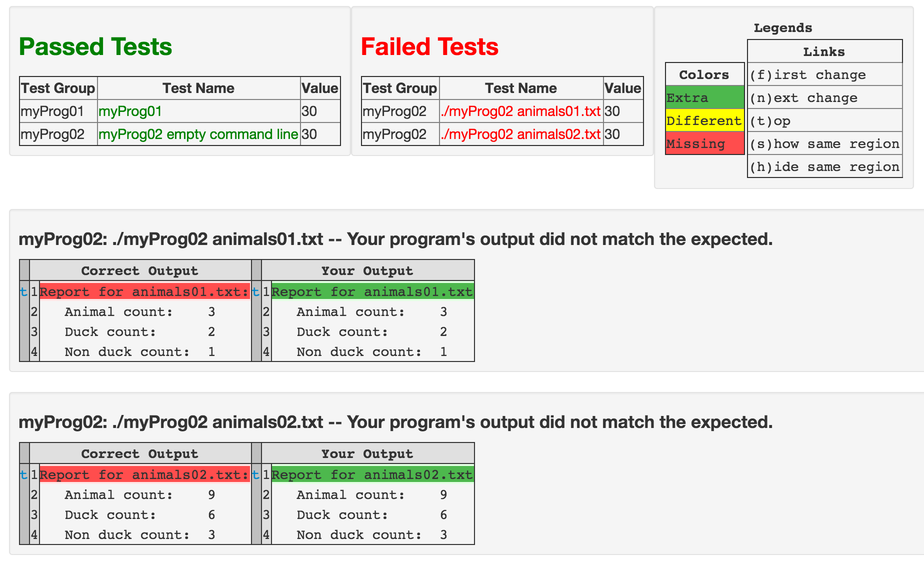 Passed Tests
Test Group Test Name Value
myProg01 myProg01 30
myProg02 myProg02 empty command line 30
Failed Tests
Test Group Test Name Value
myProg02 ./myProg02 animals01.txt 30
myProg02 ./myProg02 animals02.txt 30
Legends
Colors
Extra
Different
Missing
Links
(f)irst change
(n)ext change
(t)op
(s)how same region
(h)ide same region
myProg02: ./myProg02 animals01.txt -- Your program's output did not match the expected.
Correct Output Your Output
t 1 Report for animals01.txt: t 1 Report for animals01.txt
2 Animal count: 3 2 Animal count: 3
3 Duck count: 2 3 Duck count: 2
4 Non duck count: 1 4 Non duck count: 1
myProg02: ./myProg02 animals02.txt -- Your program's output did not match the expected.
Correct Output Your Output
t 1 Report for animals02.txt: t 1 Report for animals02.txt
2 Animal count: 9 2 Animal count: 9
3 Duck count: 6 3 Duck count: 6
4 Non duck count: 3 4 Non duck count: 3